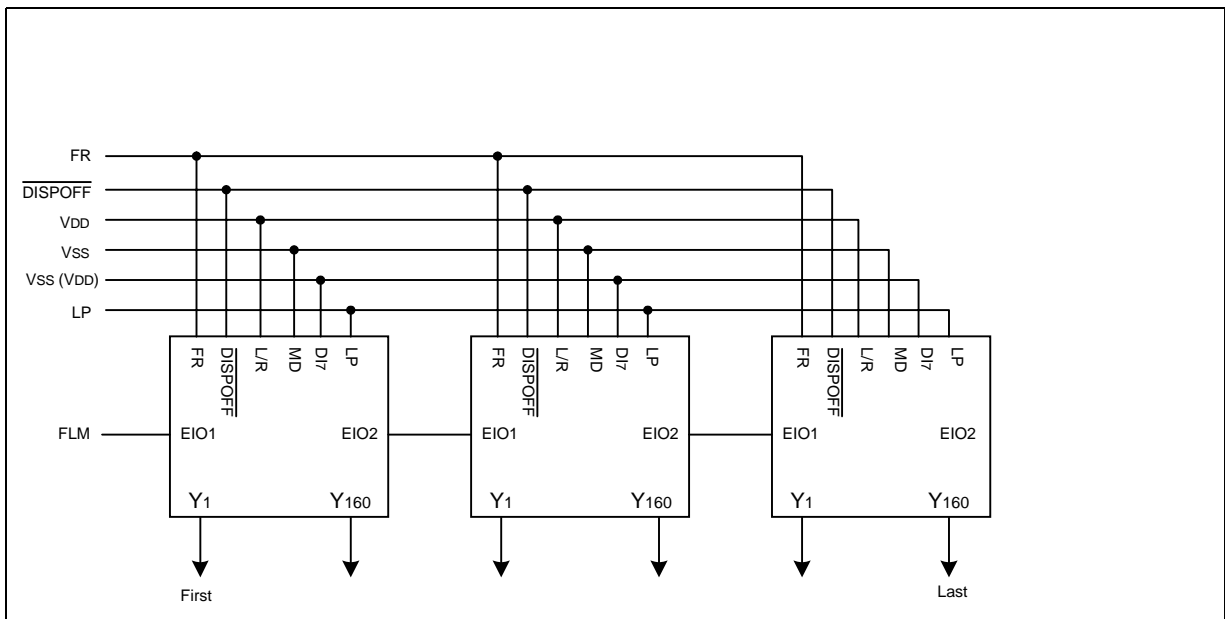 FR
DISPOFF
VDD
VSS
VSS (VDD)
LP
FR DISPOFF L/R MD DI7 LP
FR DISPOFF L/R MD DI7 LP
FR DISPOFF L/R MD DI7 LP
FLM
EIO1 EIO2 EIO1 EIO2 EIO1 EIO2
Y1 Y160 Y1 Y160 Y1 Y160
First Last